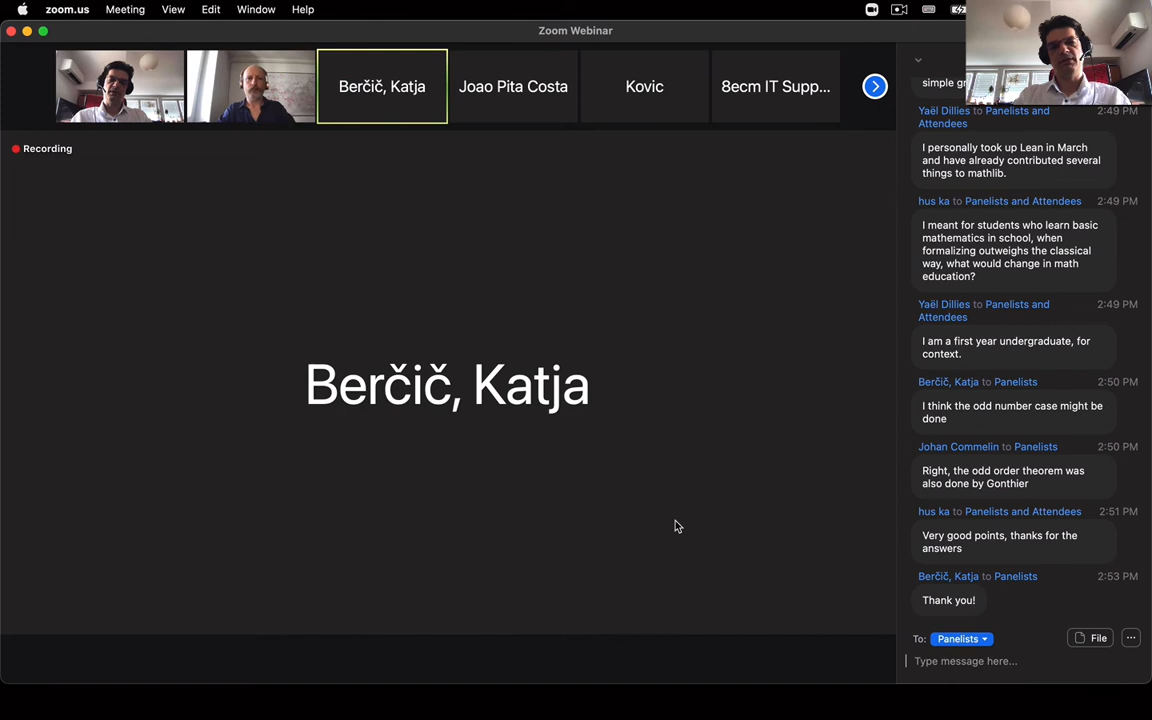 zoom.us Meeting View Edit Window Help
Zoom Webinar
Berčič, Katja
Joao Pita Costa
Kovic
8ecm IT Supp...
Recording
Berčič, Katja
simple gr
Yaël Dillies to Panelists and 2:49 PM
Attendees
I personally took up Lean in March
and have already contributed several
things to mathlib.
hus ka to Panelists and Attendees 2:49 PM
I meant for students who learn basic
mathematics in school, when
formalizing outweighs the classical
way, what would change in math
education?
Yaël Dillies to Panelists and 2:49 PM
Attendees
I am a first year undergraduate, for
context.
Berčič, Katja to Panelists 2:50 PM
I think the odd number case might be
done
Johan Commelin to Panelists 2:50 PM
Right, the odd order theorem was
also done by Gonthier
hus ka to Panelists and Attendees 2:51 PM
Very good points, thanks for the
answers
Berčič, Katja to Panelists 2:53 PM
Thank you!
To: Panelists File
Type message here...